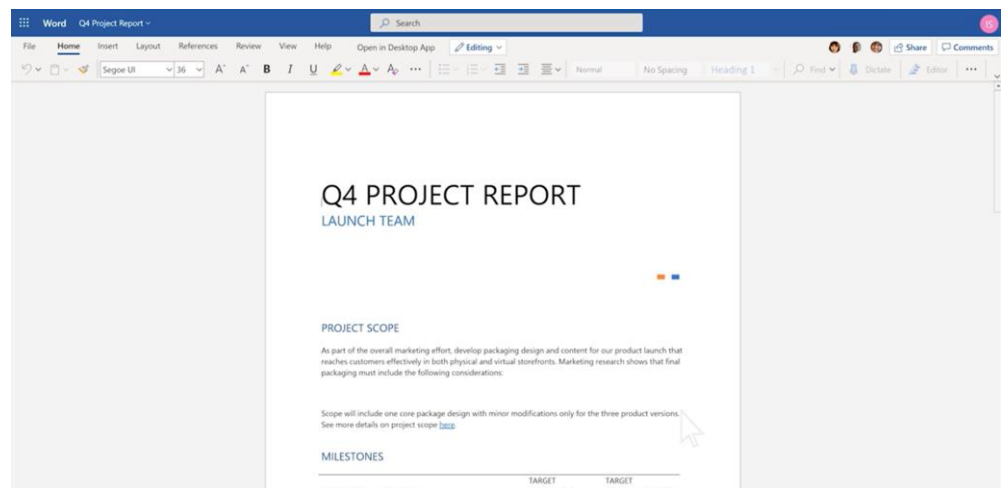 Word Q4 Project Report
Search
IS
File Home Insert Layout References Review View Help Open in Desktop App Editing Share Comments
Segoe UI 36 A A B I U A A Normal No Spacing Heading 1 Find Dictate Editor
Q4 PROJECT REPORT
LAUNCH TEAM
PROJECT SCOPE
As part of the overall marketing effort, develop packaging design and content for our product launch that
reaches customers effectively in both physical and virtual storefronts. Marketing research shows that final
packaging must include the following considerations:
Scope will include one core package design with minor modifications only for the three product versions.
See more details on project scope here.
MILESTONES
TARGET TARGET